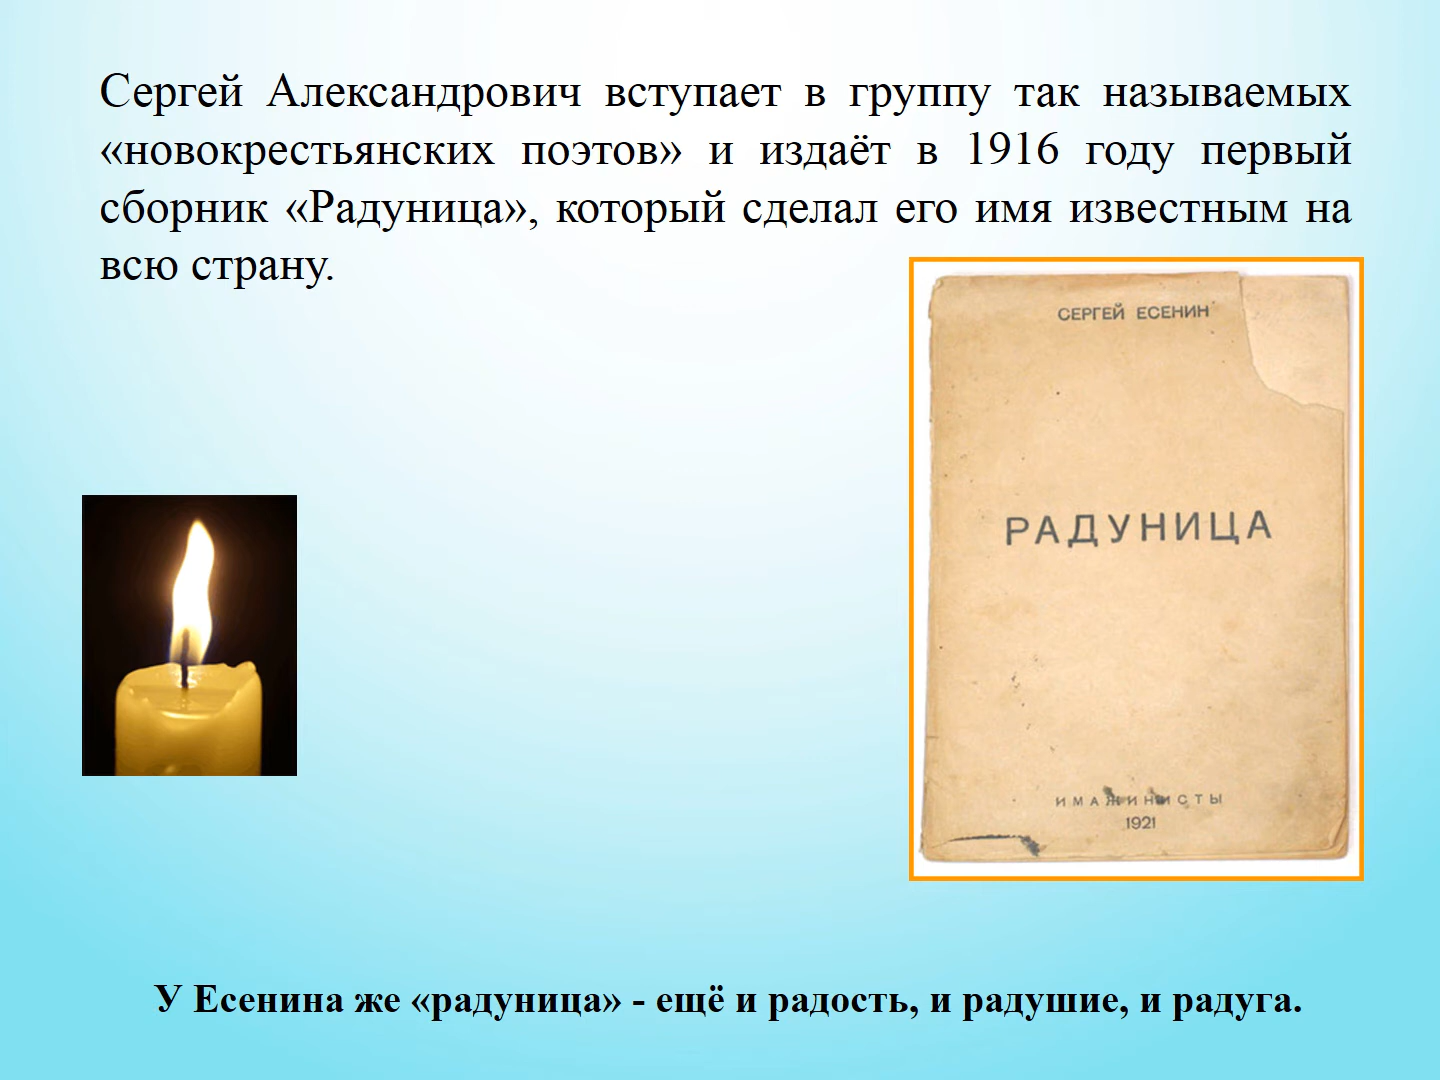 Сергей Александрович вступает в группу так называемых
«новокрестьянских поэтов» и издаёт в 1916 году первый
сборник «Радуница», который сделал его имя известным на
всю страну.
СЕРГЕЙ ЕСЕНИН
РАДУНИЦА
ИМАЖИНИСТЫ
1921
У Есенина же «радуница» - ещё и радость, и радушие, и радуга.